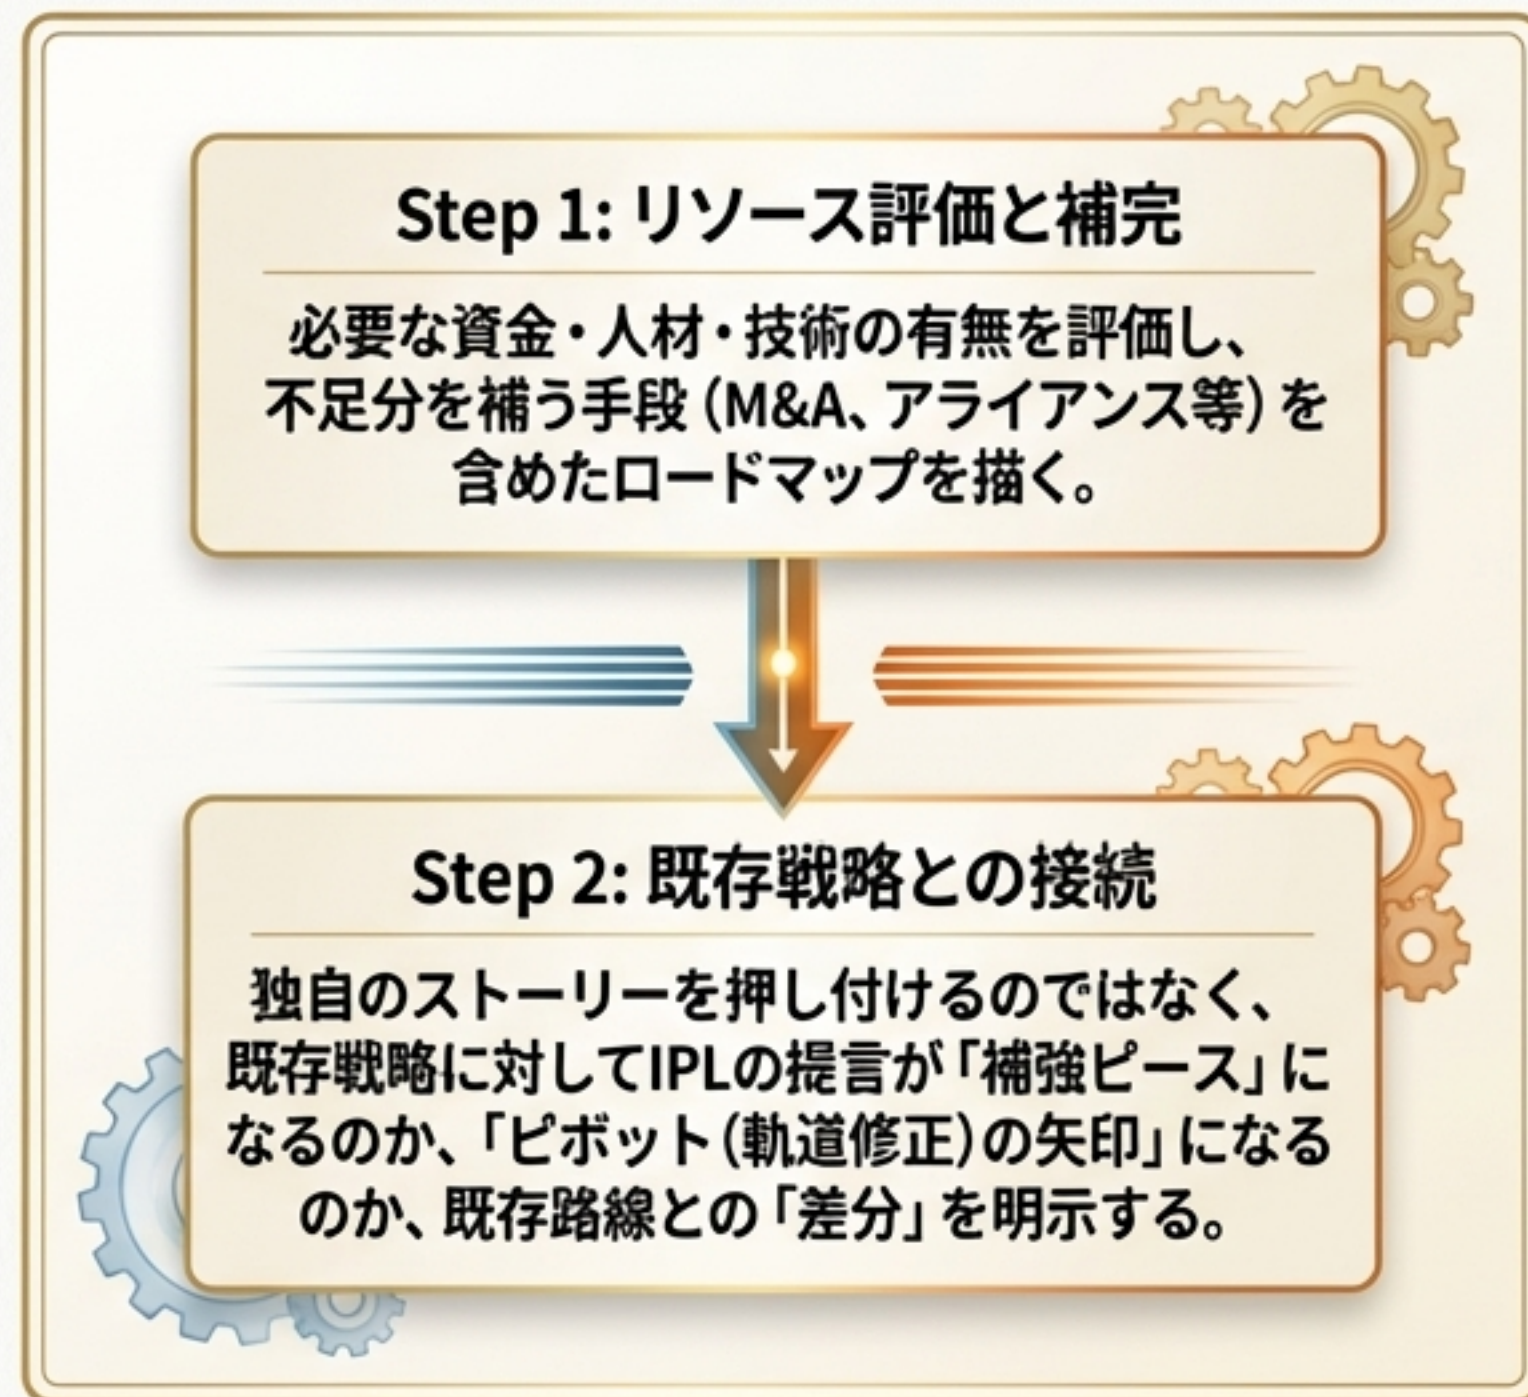 Step 1: リソース評価と補完
必要な資金・人材・技術の有無を評価し、
不足分を補う手段（M&A、アライアンス等）を
含めたロードマップを描く。
Step 2: 既存戦略との接続
独自のストーリーを押し付けるのではなく、
既存戦略に対してIPLの提言が「補強ピース」に
なるのか、「ピボット（軌道修正）の矢印」になる
のか、既存路線との「差分」を明示する。